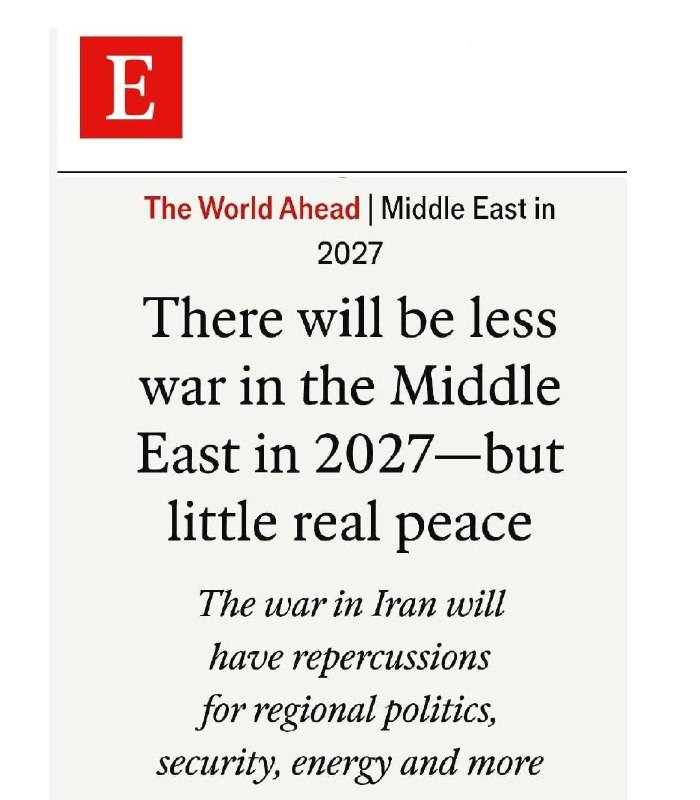 E
The World Ahead | Middle East in
2027
There will be less
war in the Middle
East in 2027—but
little real peace
The war in Iran will
have repercussions
for regional politics,
security, energy and more